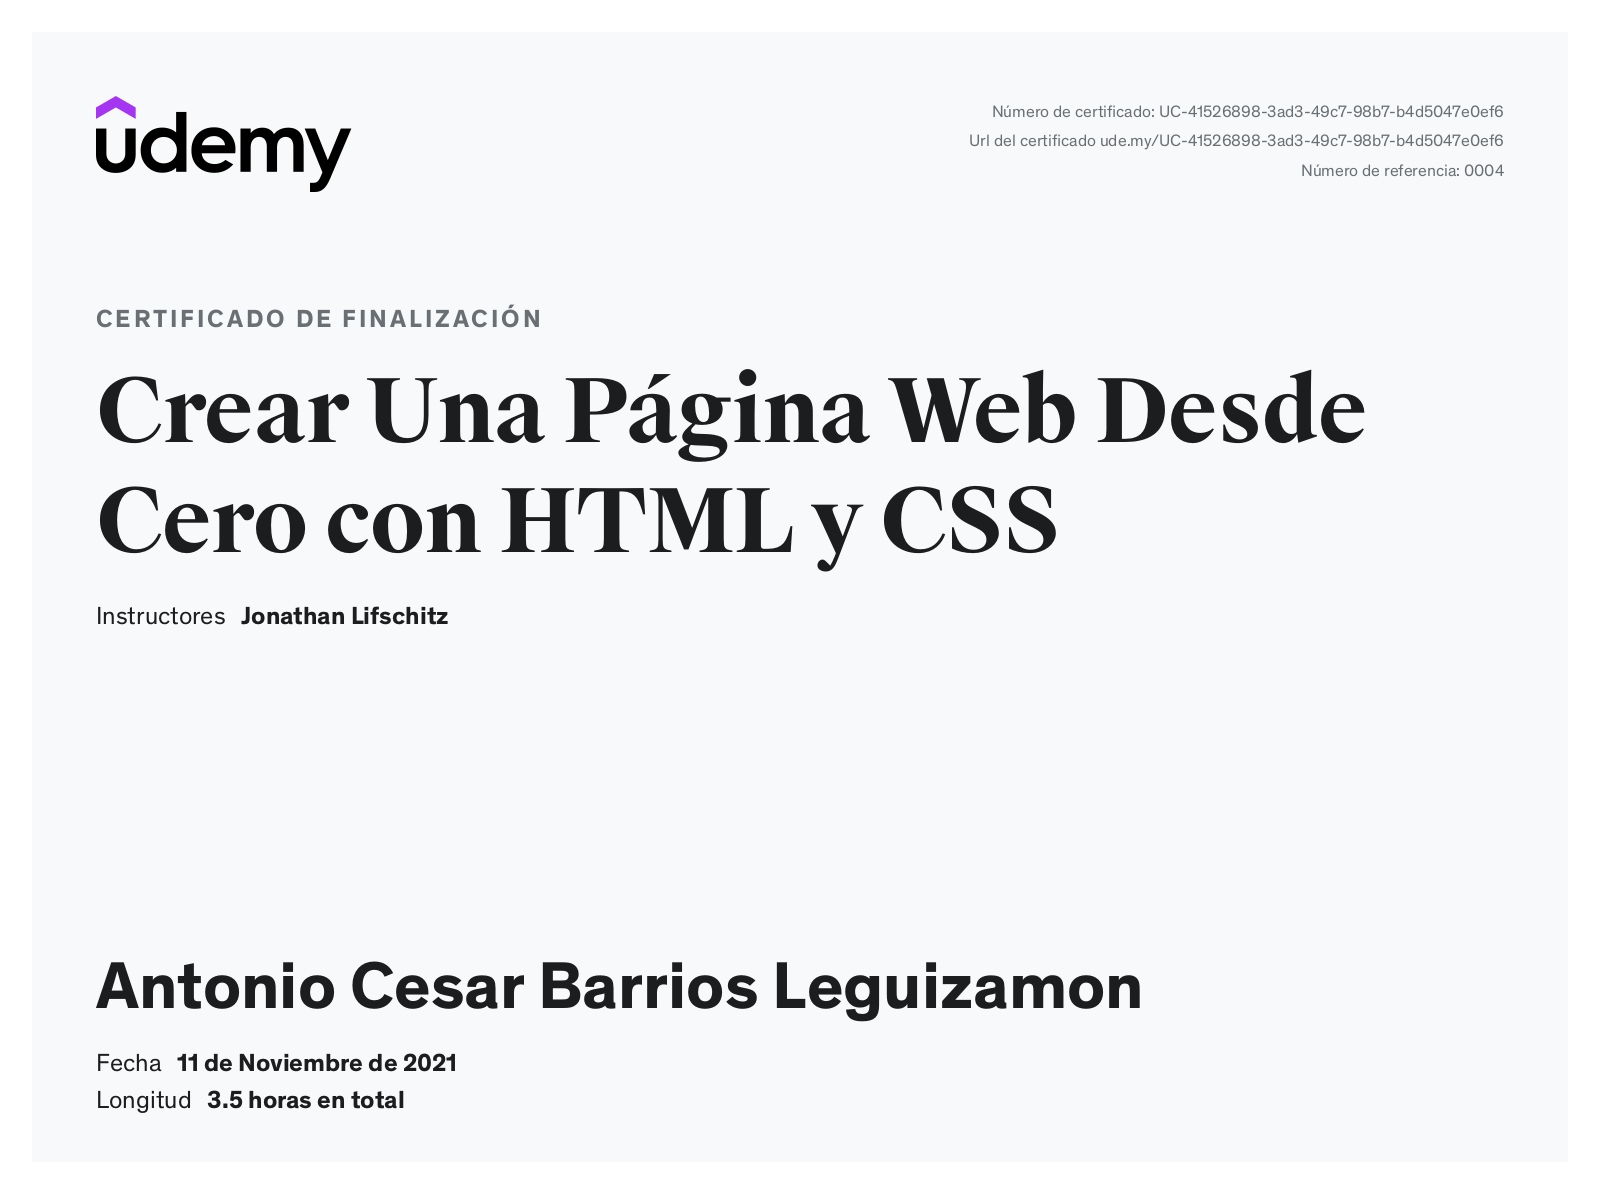 udemy
Número de certificado: UC-41526898-3ad3-49c7-98b7-b4d5047e0ef6
Url del certificado ude.my/UC-41526898-3ad3-49c7-98b7-b4d5047e0ef6
Número de referencia: 0004
CERTIFICADO DE FINALIZACIÓN
Crear Una Página Web Desde
Cero con HTML y CSS
Instructores Jonathan Lifschitz
Antonio Cesar Barrios Leguizamon
Fecha 11 de Noviembre de 2021
Longitud 3.5 horas en total